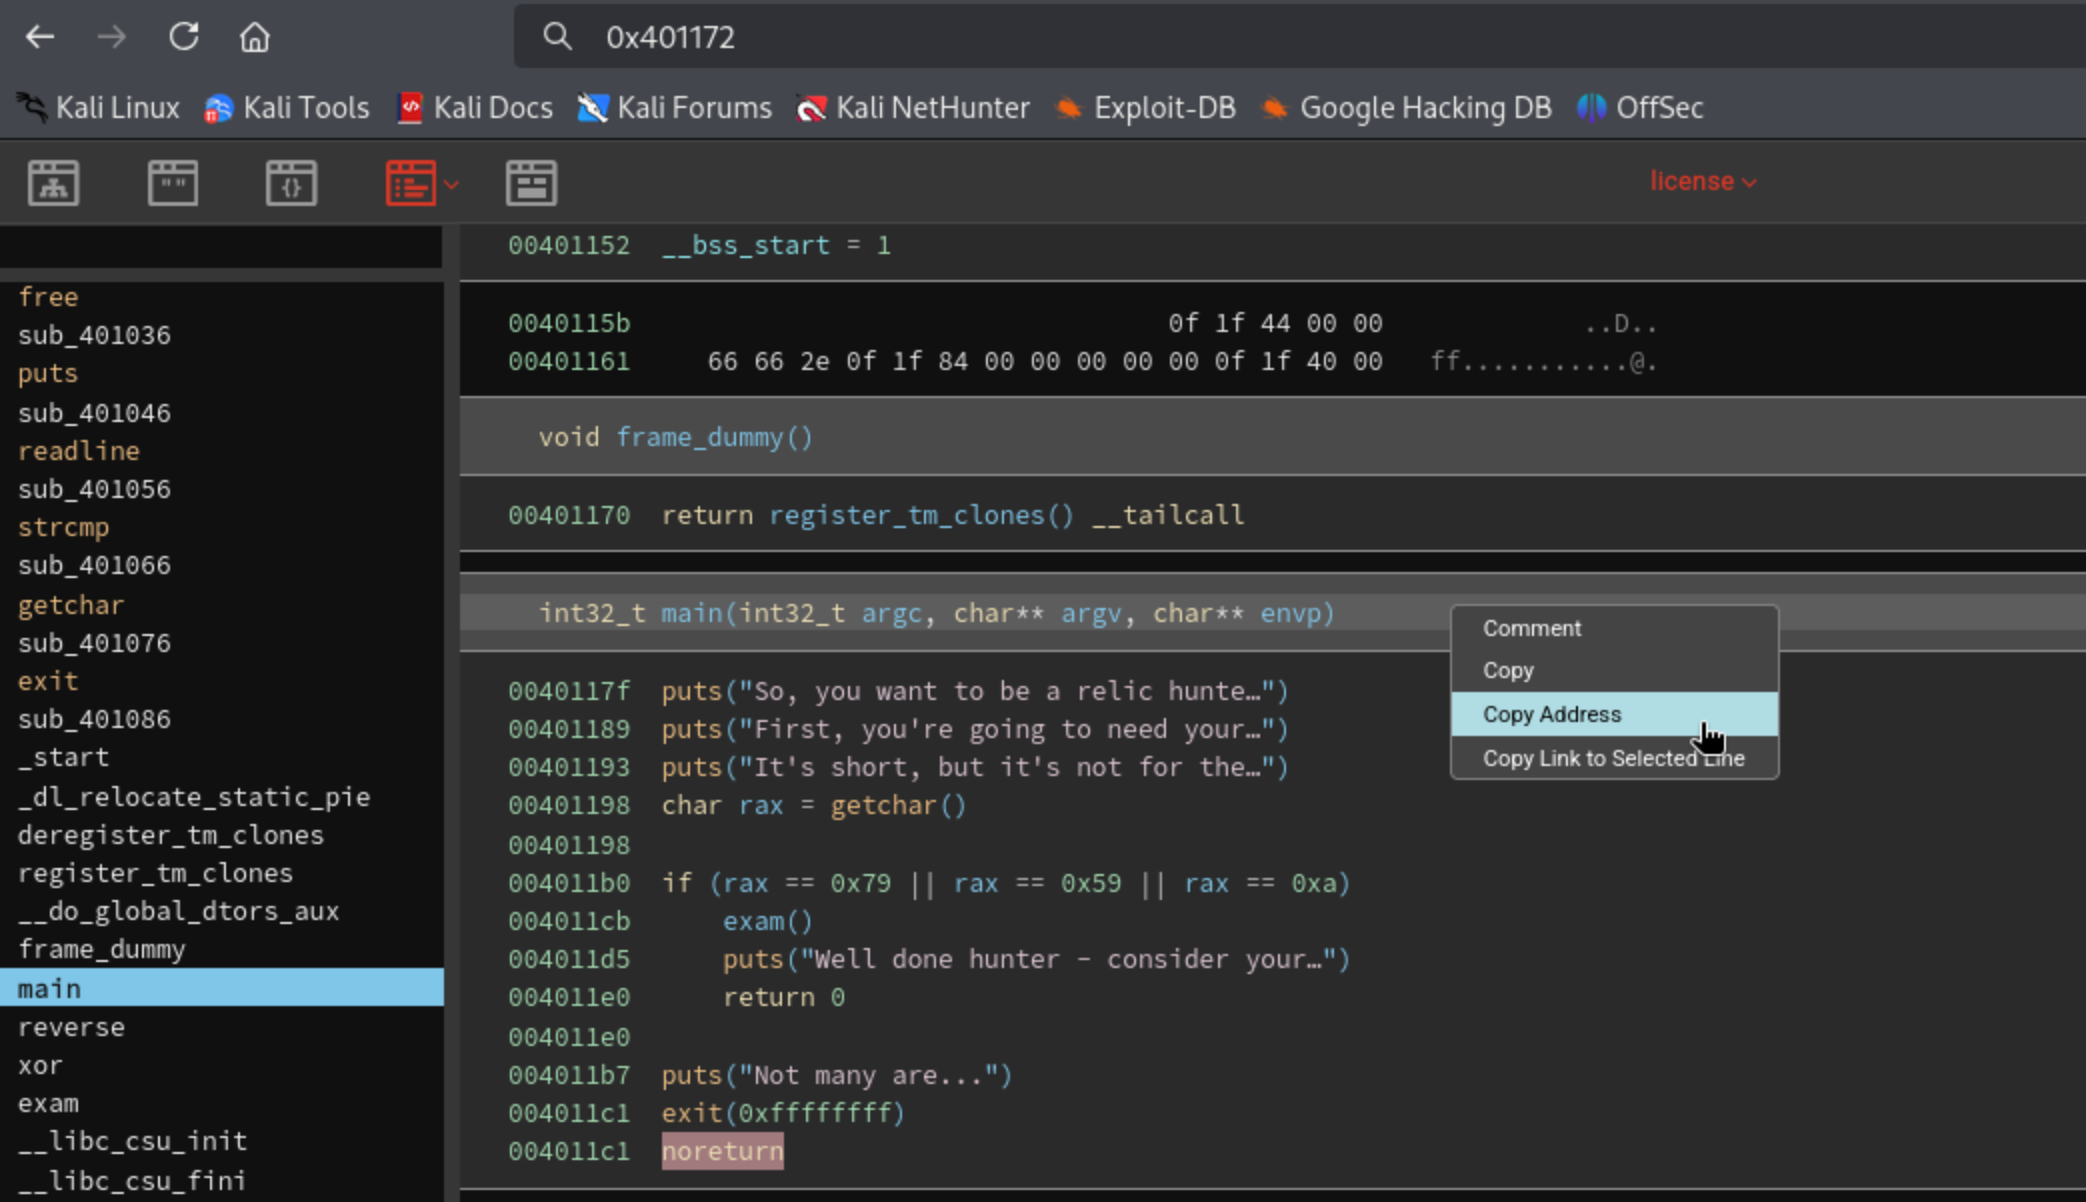 0x401172
Kali Linux Kali Tools Kali Docs Kali Forums Kali NetHunter Exploit-DB Google Hacking DB OffSec
license
free
sub_401036
puts
sub_401046
readline
sub_401056
strcmp
sub_401066
getchar
sub_401076
exit
sub_401086
_start
_dl_relocate_static_pie
deregister_tm_clones
register_tm_clones
__do_global_dtors_aux
frame_dummy
main
reverse
xor
exam
__libc_csu_init
__libc_csu_fini
00401152 __bss_start = 1
0040115b 0f 1f 44 00 00 ..D..
00401161 66 66 2e 0f 1f 84 00 00 00 00 00 0f 1f 40 00 ff...........@.
void frame_dummy()
00401170 return register_tm_clones() __tailcall
int32_t main(int32_t argc, char** argv, char** envp)
0040117f puts("So, you want to be a relic hunte…")
00401189 puts("First, you're going to need your…")
00401193 puts("It's short, but it's not for the…")
00401198 char rax = getchar()
00401198
004011b0 if (rax == 0x79 || rax == 0x59 || rax == 0xa)
004011cb exam()
004011d5 puts("Well done hunter - consider your…")
004011e0 return 0
004011e0
004011b7 puts("Not many are...")
004011c1 exit(0xffffffff)
004011c1 noreturn
Comment
Copy
Copy Address
Copy Link to Selected Line